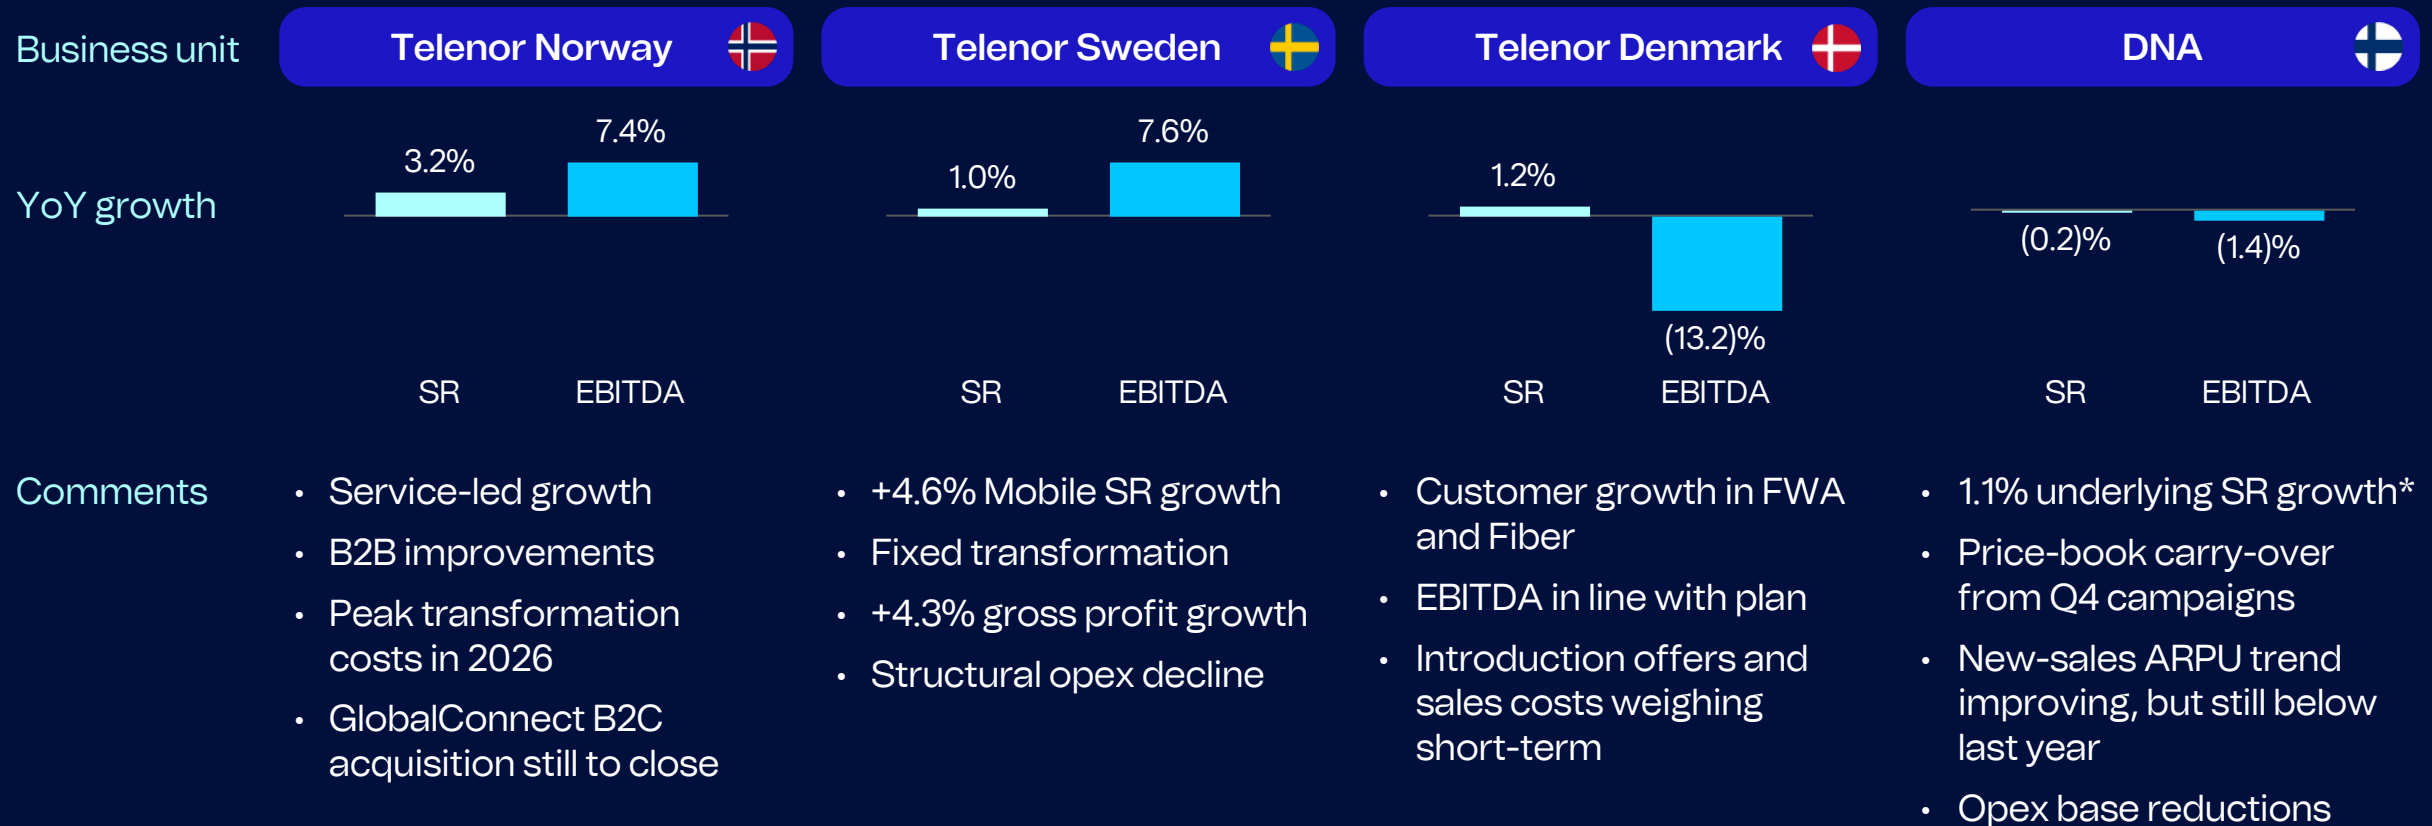 Business unit
Telenor Norway
Telenor Sweden
Telenor Denmark
DNA
YoY growth
3.2%
7.4%
SR
EBITDA
1.0%
7.6%
SR
EBITDA
1.2%
(13.2)%
SR
EBITDA
(0.2)%
(1.4)%
SR
EBITDA
Comments
• Service-led growth
• B2B improvements
• Peak transformation
costs in 2026
• GlobalConnect B2C
acquisition still to close
• +4.6% Mobile SR growth
• Fixed transformation
• +4.3% gross profit growth
• Structural opex decline
• Customer growth in FWA
and Fiber
• EBITDA in line with plan
• Introduction offers and
sales costs weighing
short-term
• 1.1% underlying SR growth*
• Price-book carry-over
from Q4 campaigns
• New-sales ARPU trend
improving, but still below
last year
• Opex base reductions